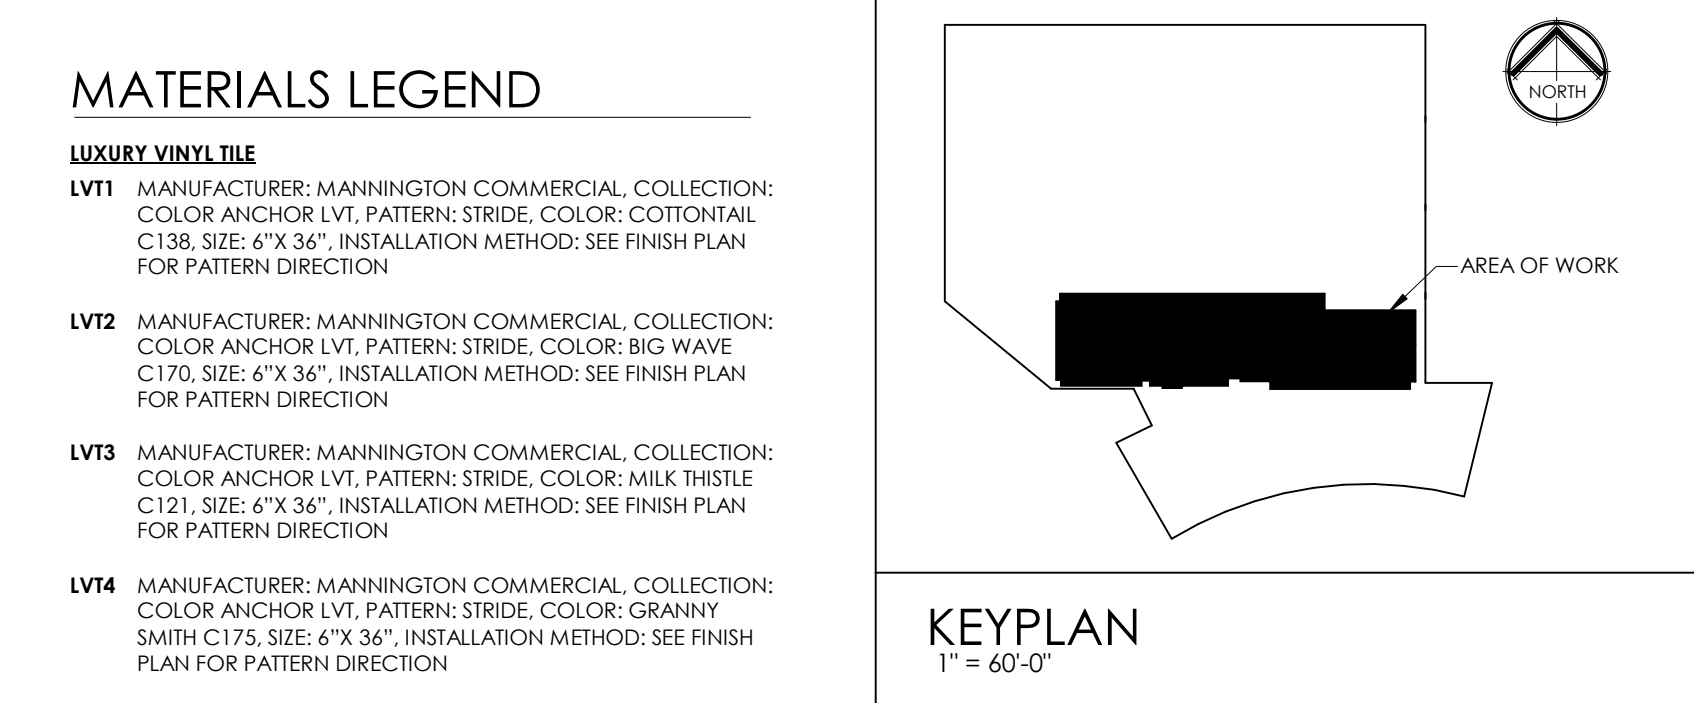 MATERIALS LEGEND
LUXURY VINYL TILE
LVT1 MANUFACTURER: MANNINGTON COMMERCIAL, COLLECTION:
COLOR ANCHOR LVT, PATTERN: STRIDE, COLOR: COTTONTAIL
C138, SIZE: 6”X 36”, INSTALLATION METHOD: SEE FINISH PLAN
FOR PATTERN DIRECTION
LVT2 MANUFACTURER: MANNINGTON COMMERCIAL, COLLECTION:
COLOR ANCHOR LVT, PATTERN: STRIDE, COLOR: BIG WAVE
C170, SIZE: 6”X 36”, INSTALLATION METHOD: SEE FINISH PLAN
FOR PATTERN DIRECTION
LVT3 MANUFACTURER: MANNINGTON COMMERCIAL, COLLECTION:
COLOR ANCHOR LVT, PATTERN: STRIDE, COLOR: MILK THISTLE
C121, SIZE: 6”X 36”, INSTALLATION METHOD: SEE FINISH PLAN
FOR PATTERN DIRECTION
LVT4 MANUFACTURER: MANNINGTON COMMERCIAL, COLLECTION:
COLOR ANCHOR LVT, PATTERN: STRIDE, COLOR: GRANNY
SMITH C175, SIZE: 6”X 36”, INSTALLATION METHOD: SEE FINISH
PLAN FOR PATTERN DIRECTION
NORTH
AREA OF WORK
KEYPLAN
1" = 60'-0"